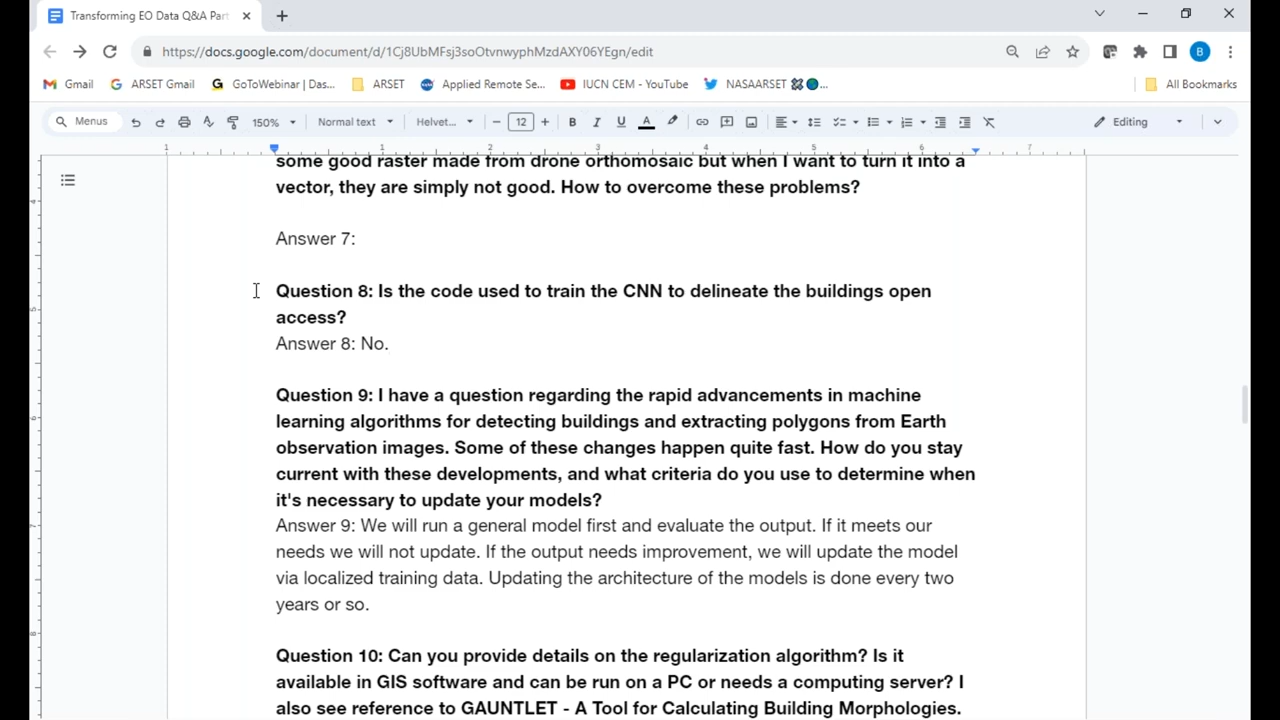 Transforming EO Data Q&A Part
https://docs.google.com/document/d/1Cj8UbMFsj3soOtvnwyphMzdAXY06YEgn/edit
B
Gmail
ARSET Gmail
GoToWebinar | Das...
ARSET
Applied Remote Se...
IUCN CEM - YouTube
NASAARSET
All Bookmarks
Menus
150%
Normal text
Helvet...
12
B I U A
Editing
1 1 2 3 4 5 6 7
some good raster made from drone orthomosaic but when I want to turn it into a
vector, they are simply not good. How to overcome these problems?
Answer 7:
Question 8: Is the code used to train the CNN to delineate the buildings open
access?
Answer 8: No.
Question 9: I have a question regarding the rapid advancements in machine
learning algorithms for detecting buildings and extracting polygons from Earth
observation images. Some of these changes happen quite fast. How do you stay
current with these developments, and what criteria do you use to determine when
it's necessary to update your models?
Answer 9: We will run a general model first and evaluate the output. If it meets our
needs we will not update. If the output needs improvement, we will update the model
via localized training data. Updating the architecture of the models is done every two
years or so.
Question 10: Can you provide details on the regularization algorithm? Is it
available in GIS software and can be run on a PC or needs a computing server? I
also see reference to GAUNTLET - A Tool for Calculating Building Morphologies.